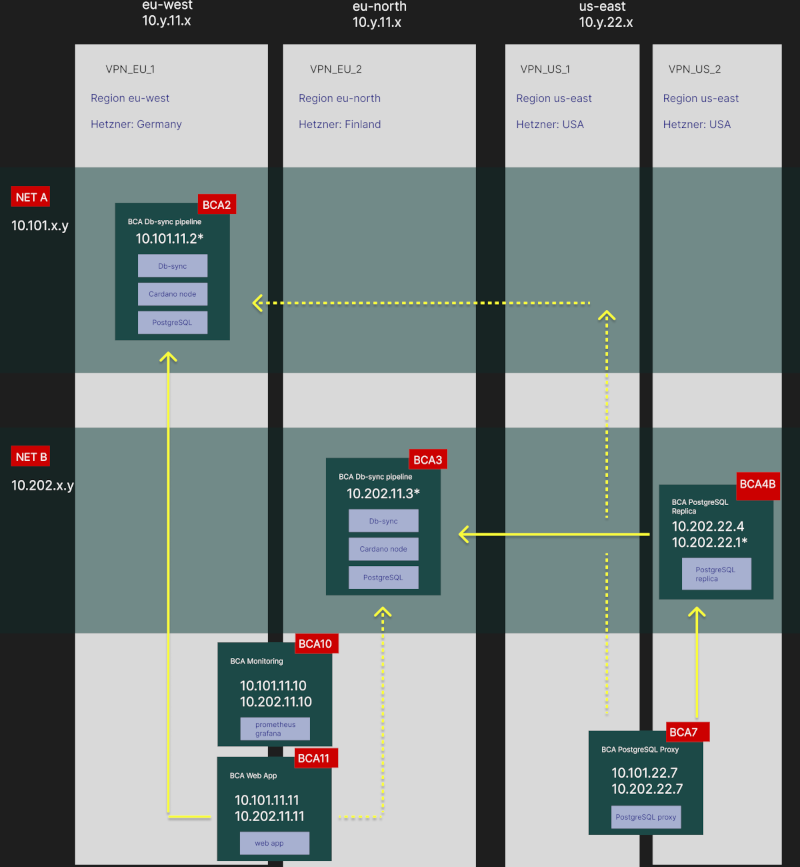 eu-west
10.y.11.x
eu-north
10.y.11.x
us-east
10.y.22.x
VPN_EU_1
Region eu-west
Hetzner: Germany
VPN_EU_2
Region eu-north
Hetzner: Finland
VPN_US_1
Region us-east
Hetzner: USA
VPN_US_2
Region us-east
Hetzner: USA
NET A
10.101.x.y
BCA2
BCA Db-sync pipeline
10.101.11.2*
Db-sync
Cardano node
PostgreSQL
NET B
10.202.x.y
BCA3
BCA Db-sync pipeline
10.202.11.3*
Db-sync
Cardano node
PostgreSQL
BCA4B
BCA PostgreSQL
Replica
10.202.22.4
10.202.22.1*
PostgreSQL
replica
BCA10
BCA Monitoring
10.101.11.10
10.202.11.10
prometheus
grafana
BCA11
BCA Web App
10.101.11.11
10.202.11.11
web app
BCA7
BCA PostgreSQL Proxy
10.101.22.7
10.202.22.7
PostgreSQL proxy